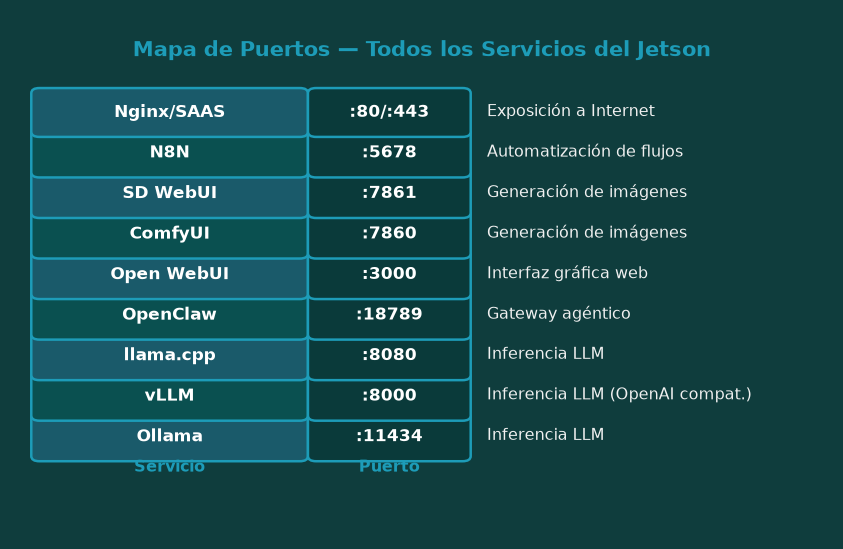 Mapa de Puertos — Todos los Servicios del Jetson
Nginx/SAAS :80/:443 Exposición a Internet
N8N :5678 Automatización de flujos
SD WebUI :7861 Generación de imágenes
ComfyUI :7860 Generación de imágenes
Open WebUI :3000 Interfaz gráfica web
OpenClaw :18789 Gateway agéntico
llama.cpp :8080 Inferencia LLM
vLLM :8000 Inferencia LLM (OpenAI compat.)
Ollama :11434 Inferencia LLM
Servicio Puerto